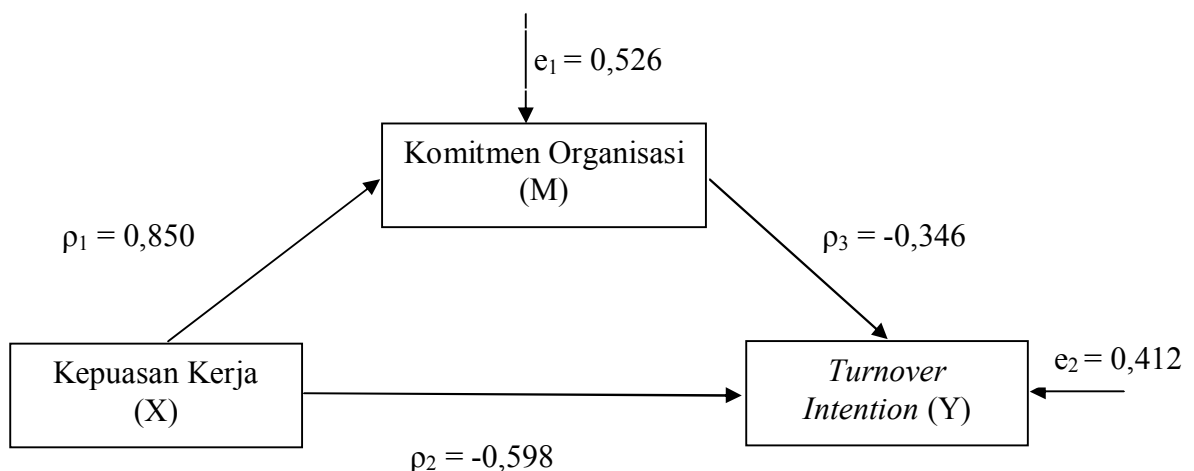 e₁ = 0,526
Komitmen Organisasi
(M)
ρ₁ = 0,850
ρ₃ = -0,346
Kepuasan Kerja
(X)
Turnover
Intention (Y)
e₂ = 0,412
ρ₂ = -0,598